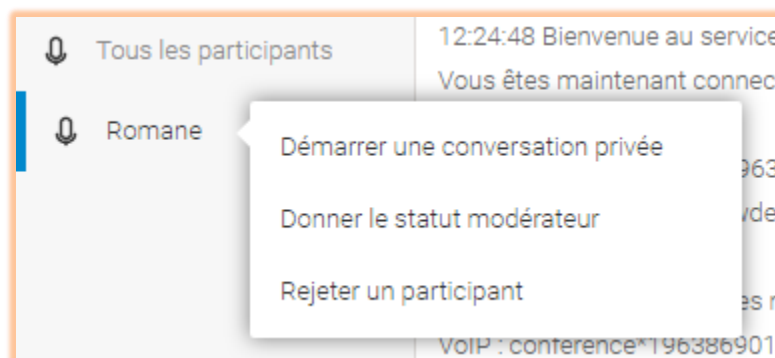 Tous les participants
Romane
Démarrer une conversation privée
Donner le statut modérateur
Rejeter un participant
12:24:48 Bienvenue au service
Vous êtes maintenant connec
VoIP : conference*196386901